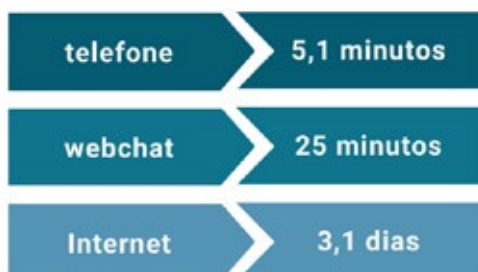 telefone 5,1 minutos
webchat 25 minutos
Internet 3,1 dias